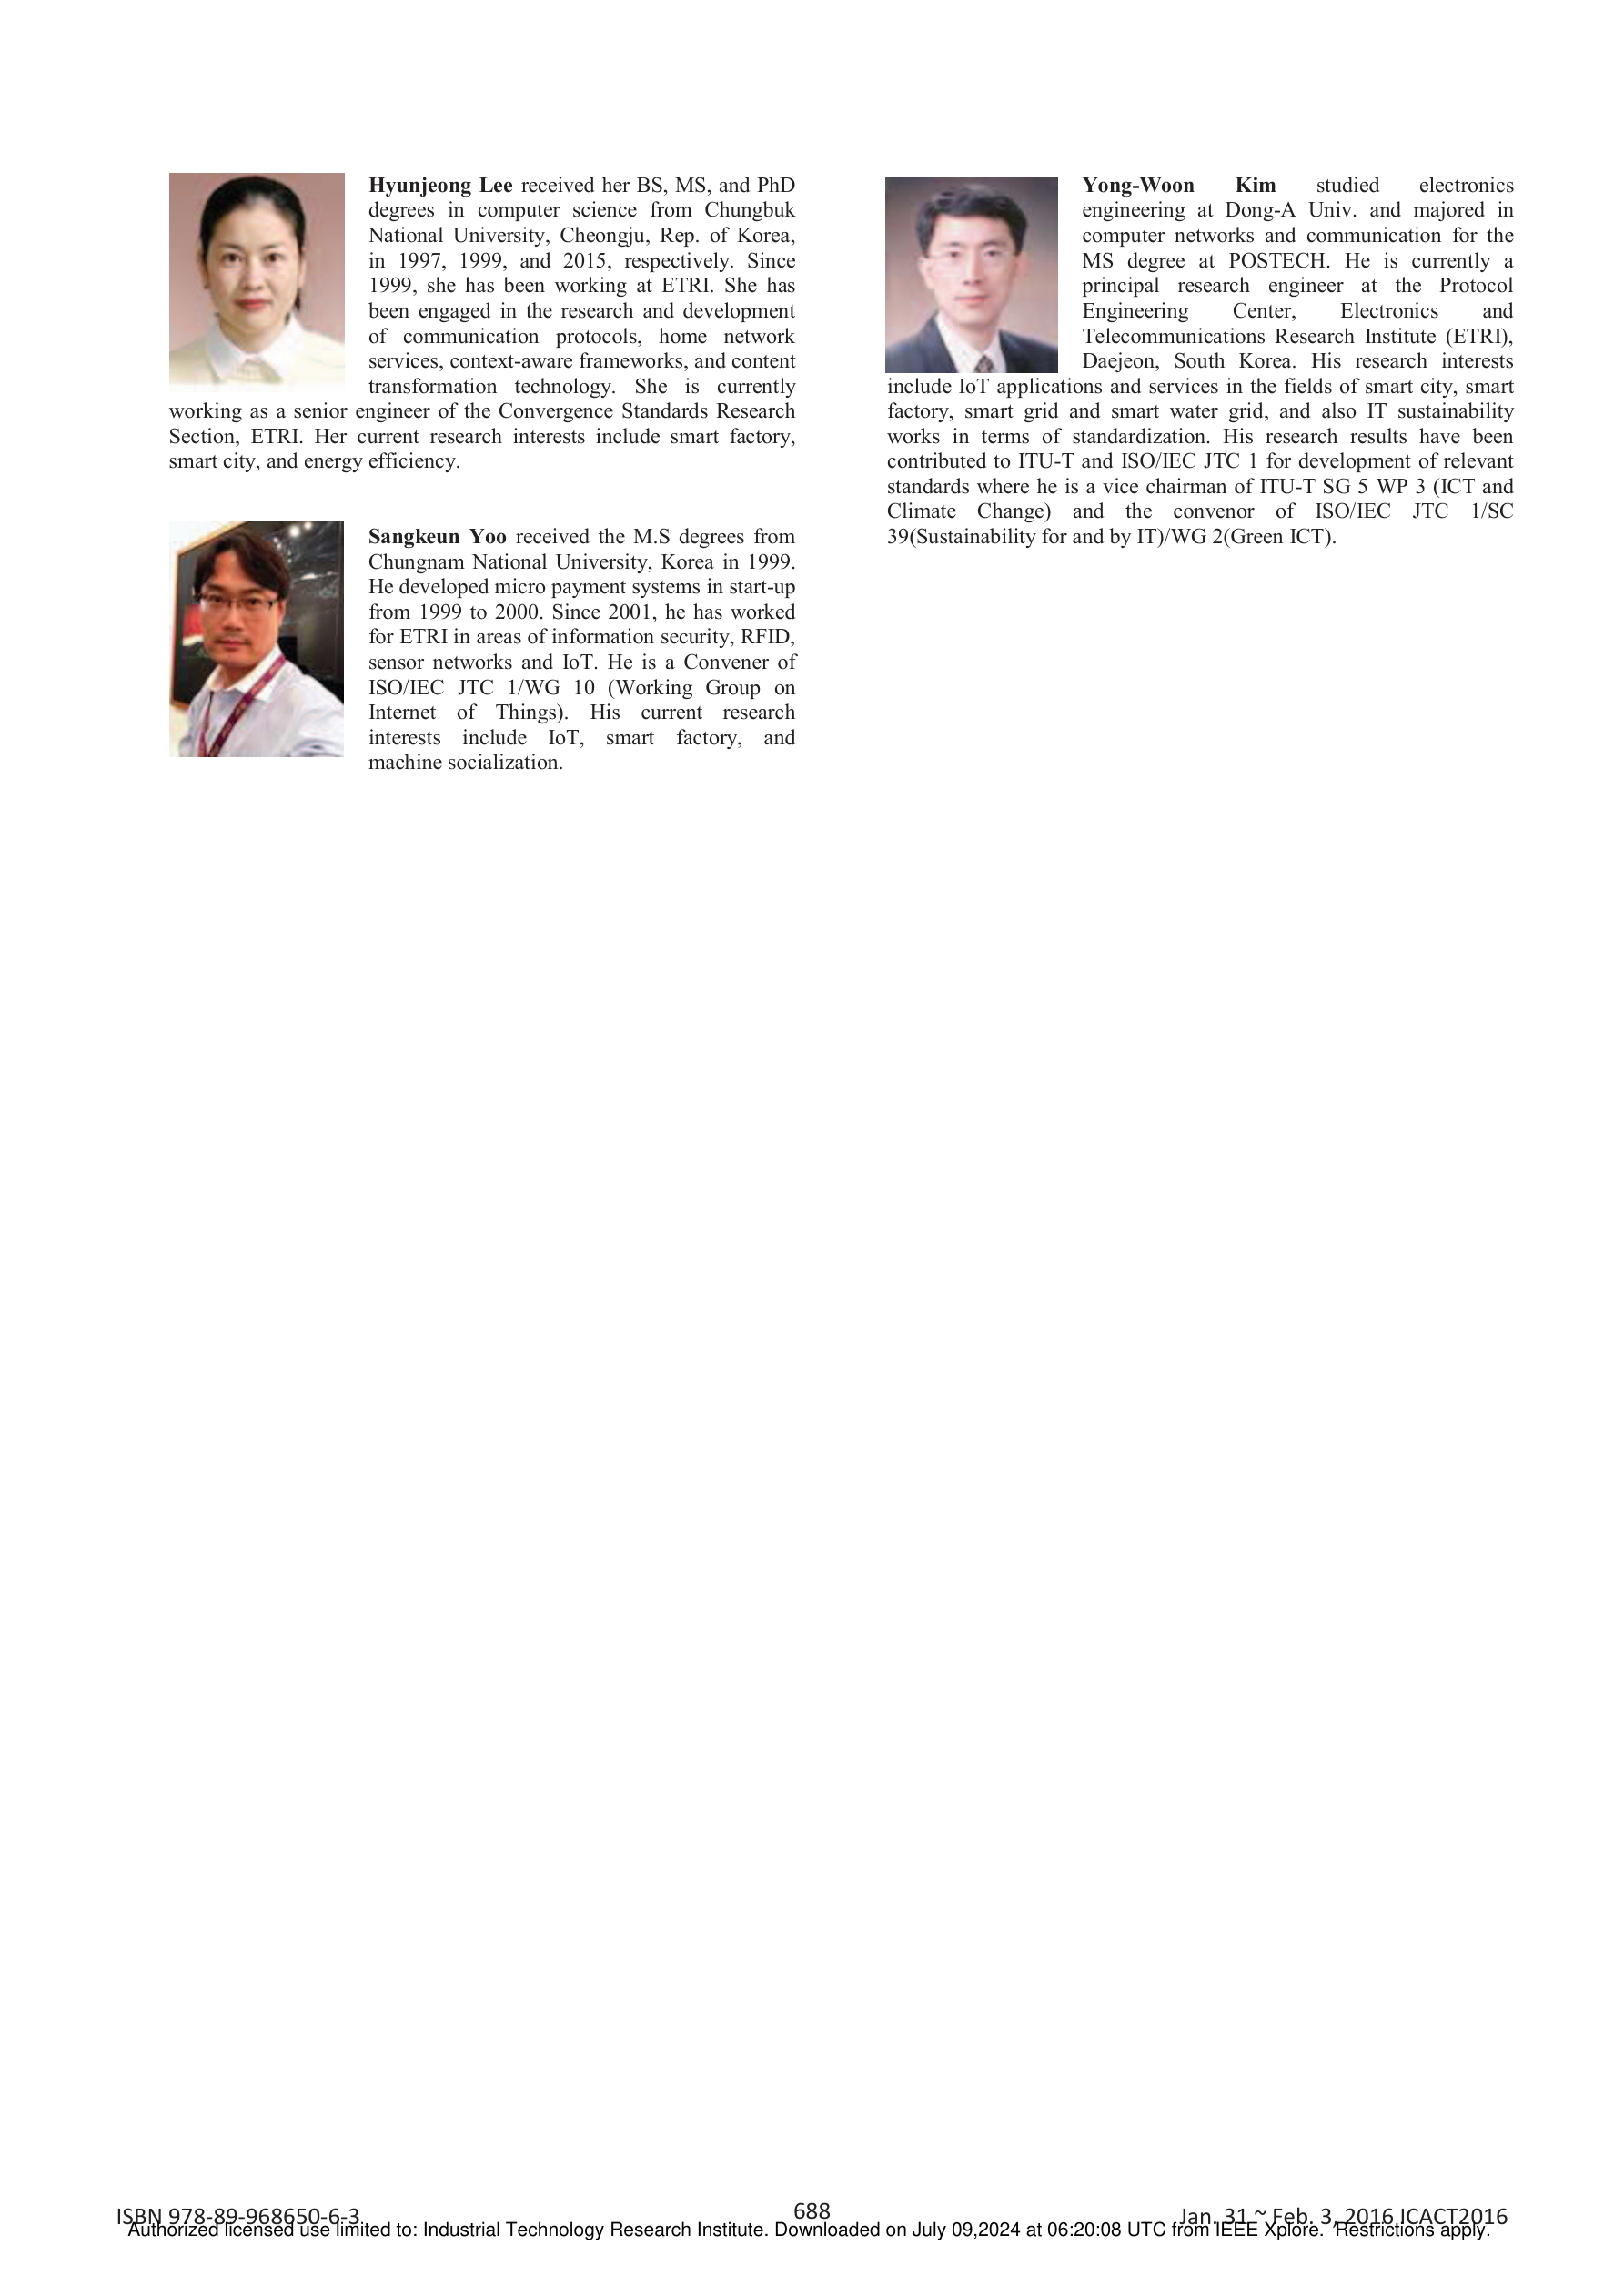 Hyunjeong Lee received her BS, MS, and PhD
degrees in computer science from Chungbuk
National University, Cheongju, Rep. of Korea,
in 1997, 1999, and 2015, respectively. Since
1999, she has been working at ETRI. She has
been engaged in the research and development
of communication protocols, home network
services, context-aware frameworks, and content
transformation technology. She is currently
working as a senior engineer of the Convergence Standards Research
Section, ETRI. Her current research interests include smart factory,
smart city, and energy efficiency.
Sangkeun Yoo received the M.S degrees from
Chungnam National University, Korea in 1999.
He developed micro payment systems in start-up
from 1999 to 2000. Since 2001, he has worked
for ETRI in areas of information security, RFID,
sensor networks and IoT. He is a Convener of
ISO/IEC JTC 1/WG 10 (Working Group on
Internet of Things). His current research
interests include IoT, smart factory, and
machine socialization.
Yong-Woon Kim studied electronics
engineering at Dong-A Univ. and majored in
computer networks and communication for the
MS degree at POSTECH. He is currently a
principal research engineer at the Protocol
Engineering Center, Electronics and
Telecommunications Research Institute (ETRI),
Daejeon, South Korea. His research interests
include IoT applications and services in the fields of smart city, smart
factory, smart grid and smart water grid, and also IT sustainability
works in terms of standardization. His research results have been
contributed to ITU-T and ISO/IEC JTC 1 for development of relevant
standards where he is a vice chairman of ITU-T SG 5 WP 3 (ICT and
Climate Change) and the convenor of ISO/IEC JTC 1/SC
39(Sustainability for and by IT)/WG 2(Green ICT).
ISBN 978-89-968650-6-3
688
Jan. 31 ~ Feb. 3, 2016 ICACT2016
Authorized licensed use limited to: Industrial Technology Research Institute. Downloaded on July 09,2024 at 06:20:08 UTC from IEEE Xplore. Restrictions apply.